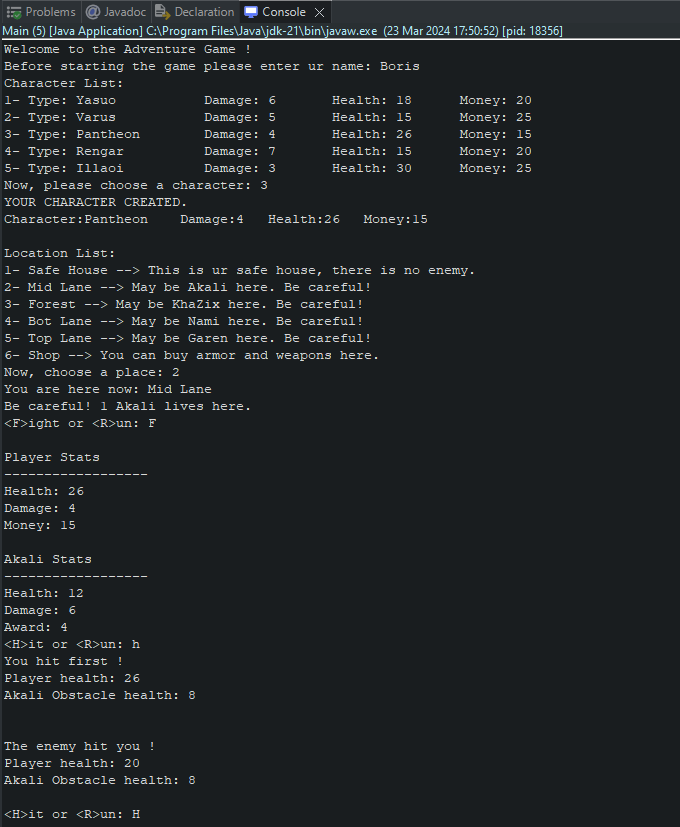 Problems @ Javadoc Declaration Console
Main (5) [Java Application] C:\Program Files\Java\jdk-21\bin\javaw.exe (23 Mar 2024 17:50:52) [pid: 18356]
Welcome to the Adventure Game !
Before starting the game please enter ur name: Boris
Character List:
1- Type: Yasuo Damage: 6 Health: 18 Money: 20
2- Type: Varus Damage: 5 Health: 15 Money: 25
3- Type: Pantheon Damage: 4 Health: 26 Money: 15
4- Type: Rengar Damage: 7 Health: 15 Money: 20
5- Type: Illaoi Damage: 3 Health: 30 Money: 25
Now, please choose a character: 3
YOUR CHARACTER CREATED.
Character:Pantheon Damage:4 Health:26 Money:15
Location List:
1- Safe House --> This is ur safe house, there is no enemy.
2- Mid Lane --> May be Akali here. Be careful!
3- Forest --> May be KhaZix here. Be careful!
4- Bot Lane --> May be Nami here. Be careful!
5- Top Lane --> May be Garen here. Be careful!
6- Shop --> You can buy armor and weapons here.
Now, choose a place: 2
You are here now: Mid Lane
Be careful! 1 Akali lives here.
<F>ight or <R>un: F
Player Stats
------------------
Health: 26
Damage: 4
Money: 15
Akali Stats
------------------
Health: 12
Damage: 6
Award: 4
<H>it or <R>un: h
You hit first !
Player health: 26
Akali Obstacle health: 8
The enemy hit you !
Player health: 20
Akali Obstacle health: 8
<H>it or <R>un: H